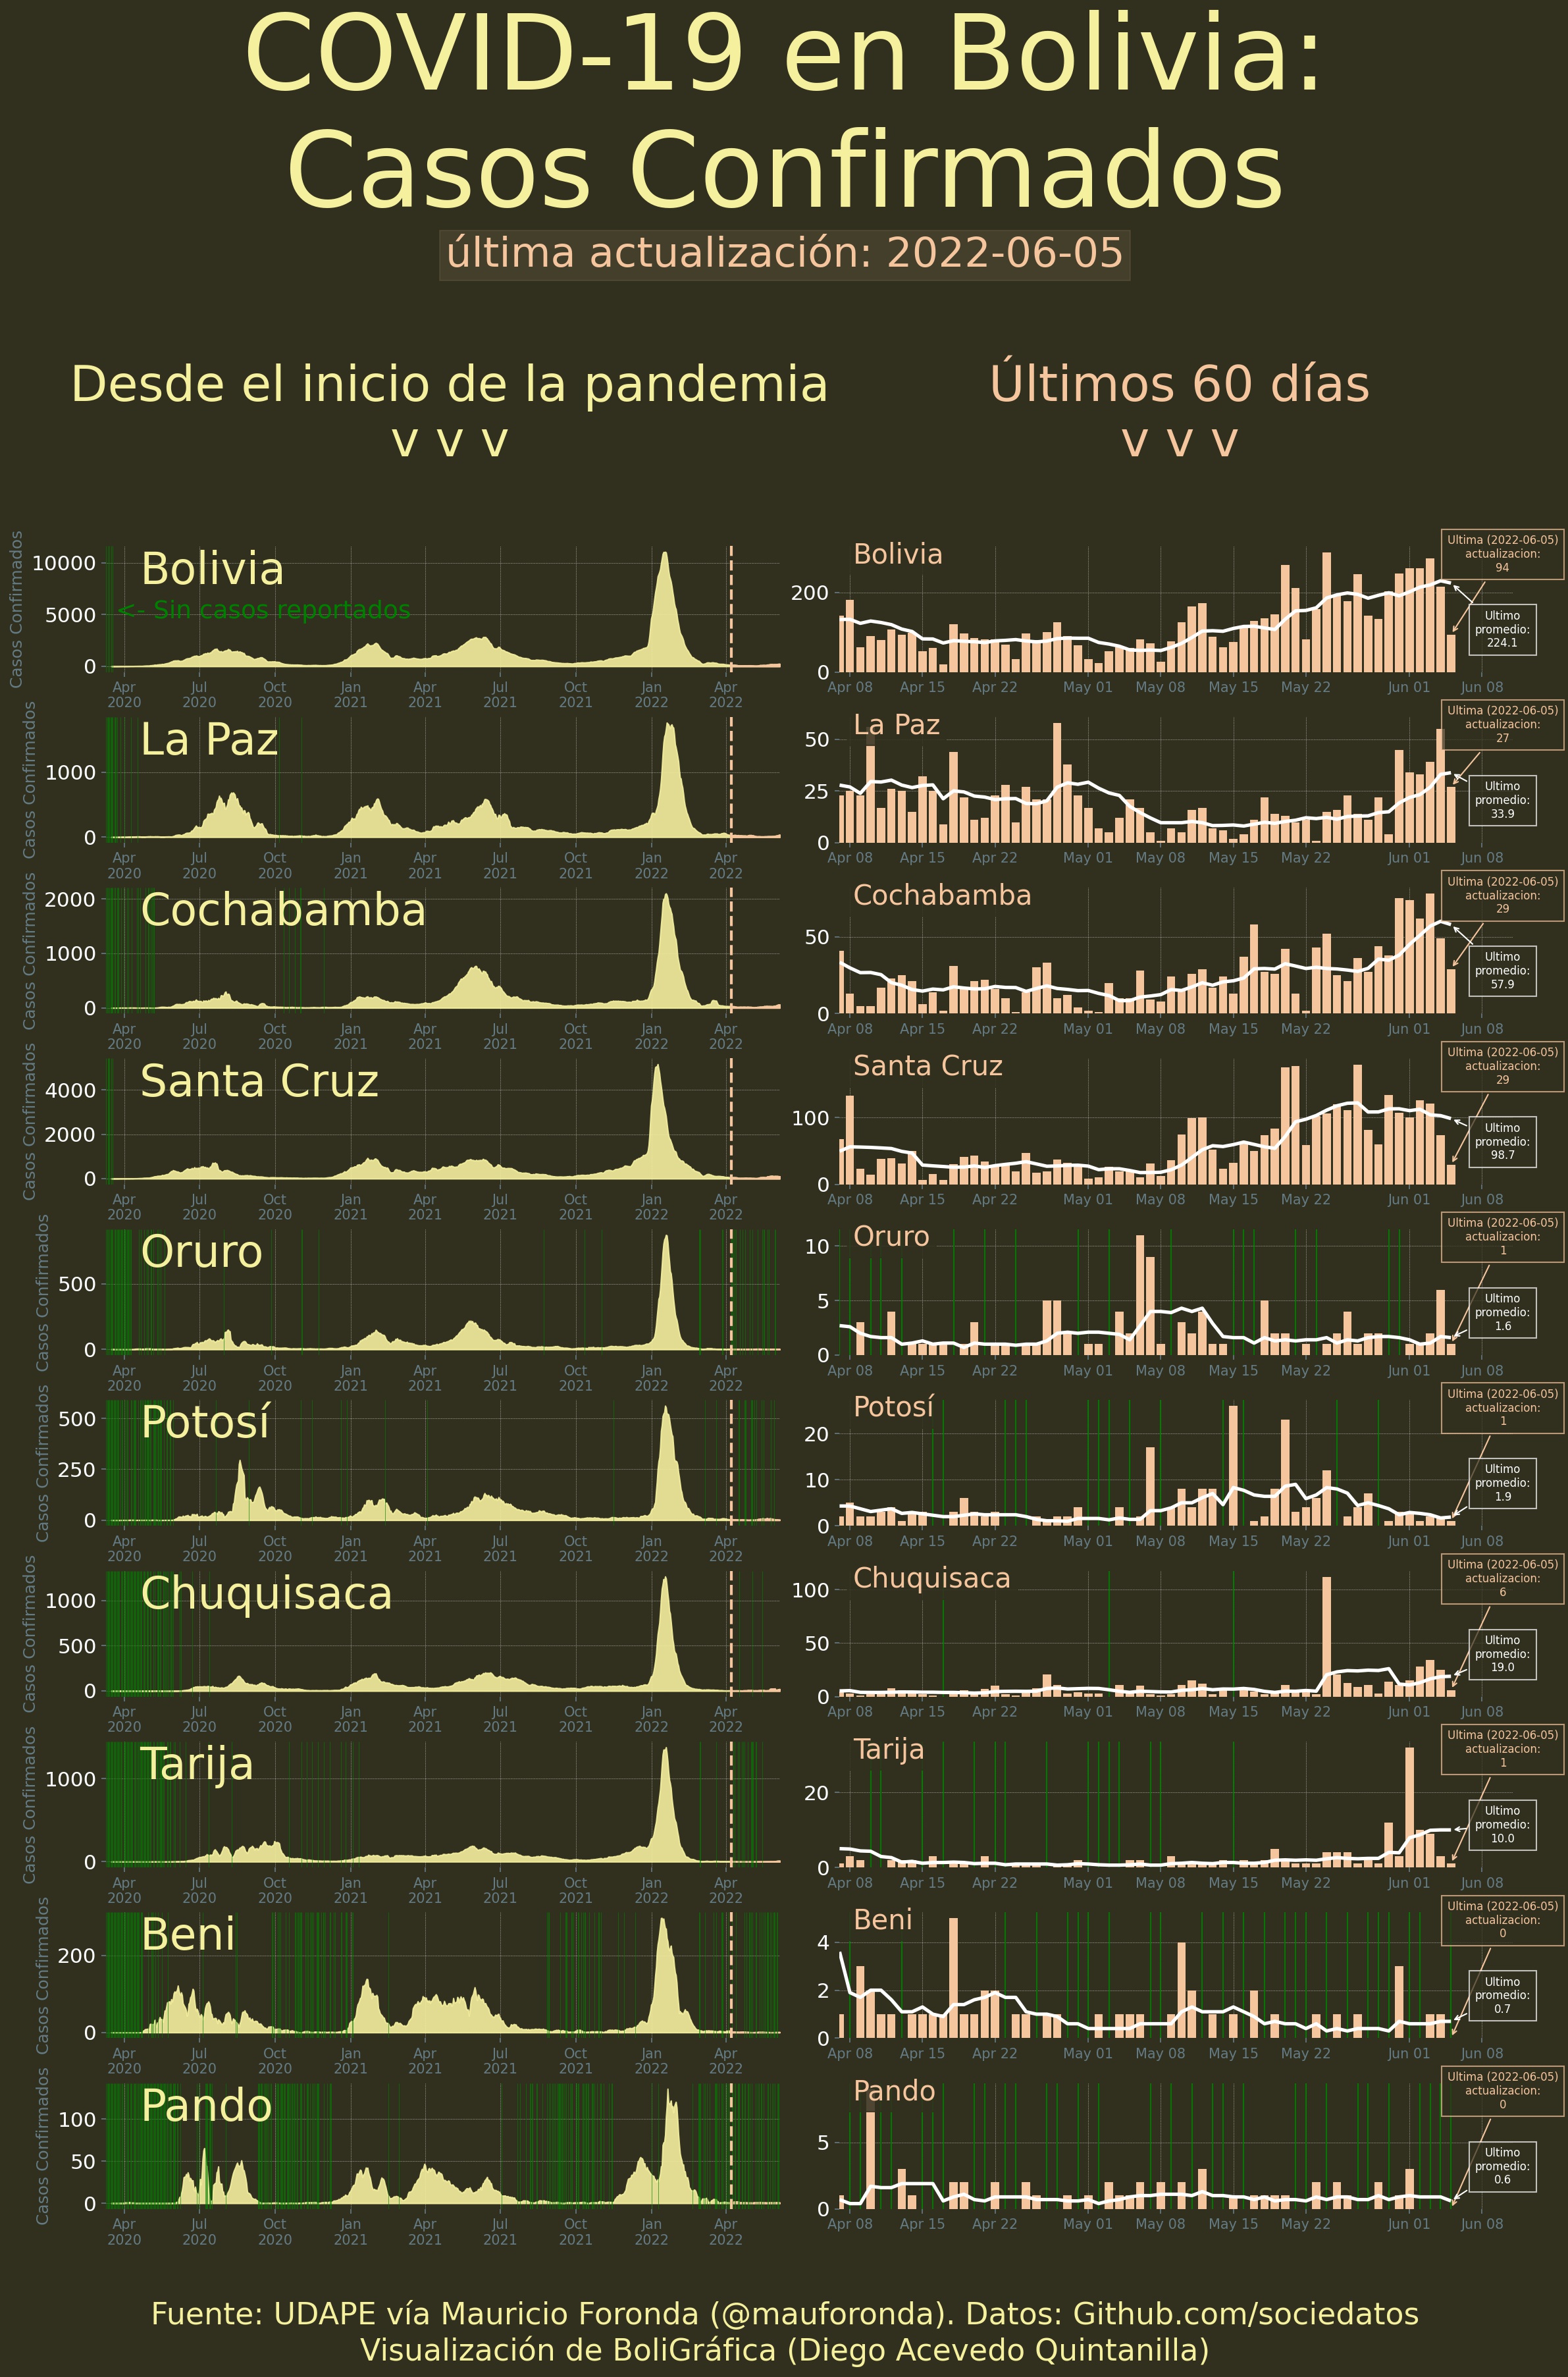 COVID-19 en Bolivia:
Casos Confirmados
última actualización: 2022-06-05
Desde el inicio de la pandemia
v v v
Últimos 60 días
v v v
Casos Confirmados
10000
5000
0
Bolivia
<- Sin casos reportados
Apr Jul Oct Jan Apr Jul Oct Jan Apr
2020 2020 2020 2021 2021 2021 2021 2022 2022
Bolivia
200
0
Apr 08 Apr 15 Apr 22 May 01 May 08 May 15 May 22 Jun 01 Jun 08
Ultima (2022-06-05)
actualizacion:
94
Ultimo
promedio:
224.1
Casos Confirmados
1000
0
La Paz
Apr Jul Oct Jan Apr Jul Oct Jan Apr
2020 2020 2020 2021 2021 2021 2021 2022 2022
La Paz
50
25
0
Apr 08 Apr 15 Apr 22 May 01 May 08 May 15 May 22 Jun 01 Jun 08
Ultima (2022-06-05)
actualizacion:
27
Ultimo
promedio:
33.9
Casos Confirmados
2000
1000
0
Cochabamba
Apr Jul Oct Jan Apr Jul Oct Jan Apr
2020 2020 2020 2021 2021 2021 2021 2022 2022
Cochabamba
50
0
Apr 08 Apr 15 Apr 22 May 01 May 08 May 15 May 22 Jun 01 Jun 08
Ultima (2022-06-05)
actualizacion:
29
Ultimo
promedio:
57.9
Casos Confirmados
4000
2000
0
Santa Cruz
Apr Jul Oct Jan Apr Jul Oct Jan Apr
2020 2020 2020 2021 2021 2021 2021 2022 2022
Santa Cruz
100
0
Apr 08 Apr 15 Apr 22 May 01 May 08 May 15 May 22 Jun 01 Jun 08
Ultima (2022-06-05)
actualizacion:
29
Ultimo
promedio:
98.7
Casos Confirmados
500
0
Oruro
Apr Jul Oct Jan Apr Jul Oct Jan Apr
2020 2020 2020 2021 2021 2021 2021 2022 2022
Oruro
10
5
0
Apr 08 Apr 15 Apr 22 May 01 May 08 May 15 May 22 Jun 01 Jun 08
Ultima (2022-06-05)
actualizacion:
1
Ultimo
promedio:
1.6
Casos Confirmados
500
250
0
Potosí
Apr Jul Oct Jan Apr Jul Oct Jan Apr
2020 2020 2020 2021 2021 2021 2021 2022 2022
Potosí
20
10
0
Apr 08 Apr 15 Apr 22 May 01 May 08 May 15 May 22 Jun 01 Jun 08
Ultima (2022-06-05)
actualizacion:
1
Ultimo
promedio:
1.9
Casos Confirmados
1000
500
0
Chuquisaca
Apr Jul Oct Jan Apr Jul Oct Jan Apr
2020 2020 2020 2021 2021 2021 2021 2022 2022
Chuquisaca
100
50
0
Apr 08 Apr 15 Apr 22 May 01 May 08 May 15 May 22 Jun 01 Jun 08
Ultima (2022-06-05)
actualizacion:
6
Ultimo
promedio:
19.0
Casos Confirmados
1000
0
Tarija
Apr Jul Oct Jan Apr Jul Oct Jan Apr
2020 2020 2020 2021 2021 2021 2021 2022 2022
Tarija
20
0
Apr 08 Apr 15 Apr 22 May 01 May 08 May 15 May 22 Jun 01 Jun 08
Ultima (2022-06-05)
actualizacion:
1
Ultimo
promedio:
10.0
Casos Confirmados
200
0
Beni
Apr Jul Oct Jan Apr Jul Oct Jan Apr
2020 2020 2020 2021 2021 2021 2021 2022 2022
Beni
4
2
0
Apr 08 Apr 15 Apr 22 May 01 May 08 May 15 May 22 Jun 01 Jun 08
Ultima (2022-06-05)
actualizacion:
0
Ultimo
promedio:
0.7
Casos Confirmados
100
50
0
Pando
Apr Jul Oct Jan Apr Jul Oct Jan Apr
2020 2020 2020 2021 2021 2021 2021 2022 2022
Pando
5
0
Apr 08 Apr 15 Apr 22 May 01 May 08 May 15 May 22 Jun 01 Jun 08
Ultima (2022-06-05)
actualizacion:
0
Ultimo
promedio:
0.6
Fuente: UDAPE vía Mauricio Foronda (@mauforonda). Datos: Github.com/sociedatos
Visualización de BoliGráfica (Diego Acevedo Quintanilla)